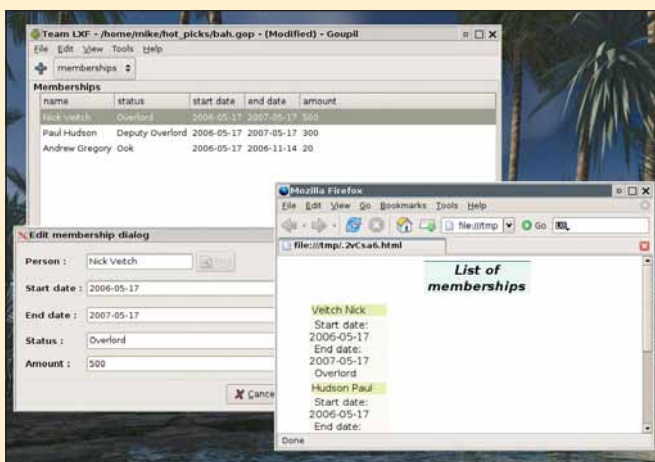 Team LXF - /home/mike/hot_picks/bah.gop - (Modified) - Goupil
File Edit View Tools Help
memberships
Memberships
name status start date end date amount
Nick Veitch Overlord 2006-05-17 2007-05-17 500
Paul Hudson Deputy Overlord 2006-05-17 2007-05-17 300
Andrew Gregory Ook 2006-05-17 2006-11-14 20
Edit membership dialog
Person : Nick Veitch
Start date : 2006-05-17
End date : 2007-05-17
Status : Overlord
Amount : 500
Cance
Mozilla Firefox
File Edit View Go Bookmarks Tools Help
file:///tmp Go
file:///tmp/.2vCsa6.html
List of
memberships
Veitch Nick
Start date:
2006-05-17
End date:
2007-05-17
Overlord
Hudson Paul
Start date:
2006-05-17
End date:
Done